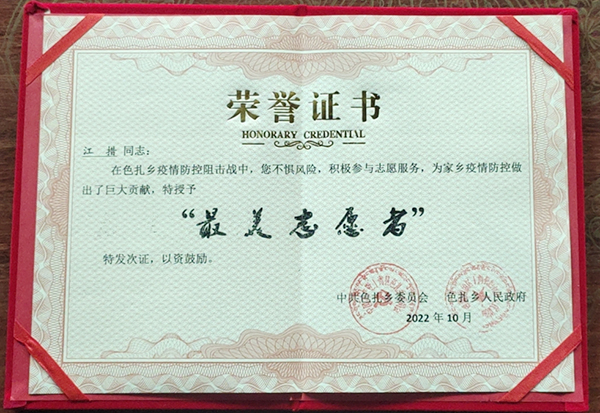 荣誉证书
HONORARY CREDENTIAL
江措 同志：
在色扎乡疫情防控阻击战中，您不惧风险，积极参与志愿服务，为家乡疫情防控做
出了巨大贡献，特授予
“最美志愿者”
特发次证，以资鼓励。
中共色扎乡委员会 色扎乡人民政府
2022 年 10 月